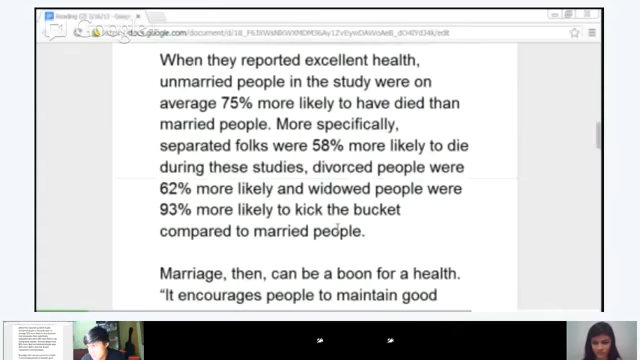 When they reported excellent health,
unmarried people in the study were on
average 75% more likely to have died than
married people. More specifically,
separated folks were 58% more likely to die
during these studies, divorced people were
62% more likely and widowed people were
93% more likely to kick the bucket
compared to married people.
Marriage, then, can be a boon for a health.
“It encourages people to maintain good